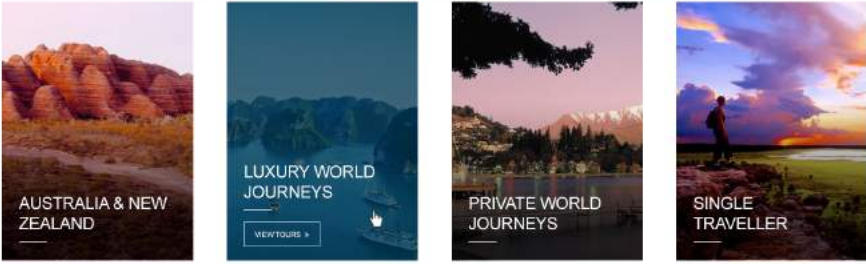 AUSTRALIA & NEW
ZEALAND
LUXURY WORLD
JOURNEYS
VIEW TOURS »
PRIVATE WORLD
JOURNEYS
SINGLE
TRAVELLER